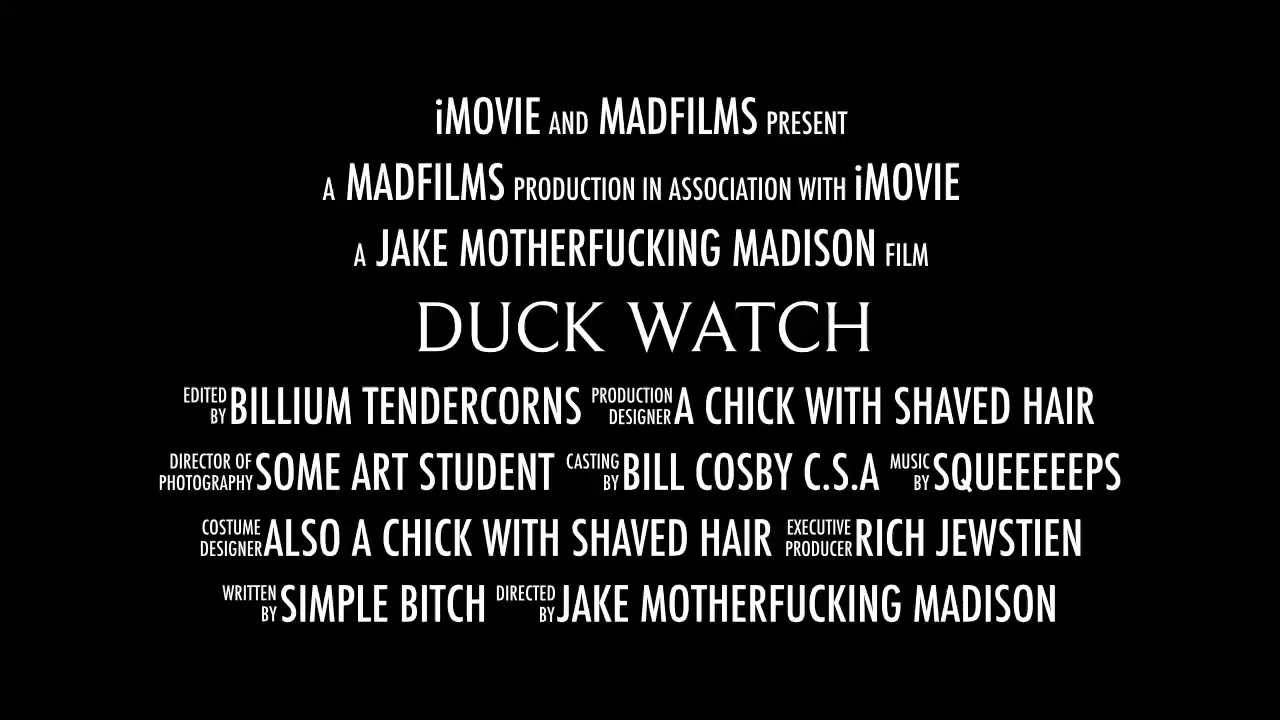 iMOVIE AND MADFILMS PRESENT
A MADFILMS PRODUCTION IN ASSOCIATION WITH iMOVIE
A JAKE MOTHERFUCKING MADISON FILM
DUCK WATCH
EDITED BY BILLIUM TENDERCORNS PRODUCTION DESIGNER A CHICK WITH SHAVED HAIR
DIRECTOR OF PHOTOGRAPHY SOME ART STUDENT CASTING BY BILL COSBY C.S.A MUSIC BY SQUEEEEEPS
COSTUME DESIGNER ALSO A CHICK WITH SHAVED HAIR EXECUTIVE PRODUCER RICH JEWSTIEN
WRITTEN BY SIMPLE BITCH DIRECTED BY JAKE MOTHERFUCKING MADISON